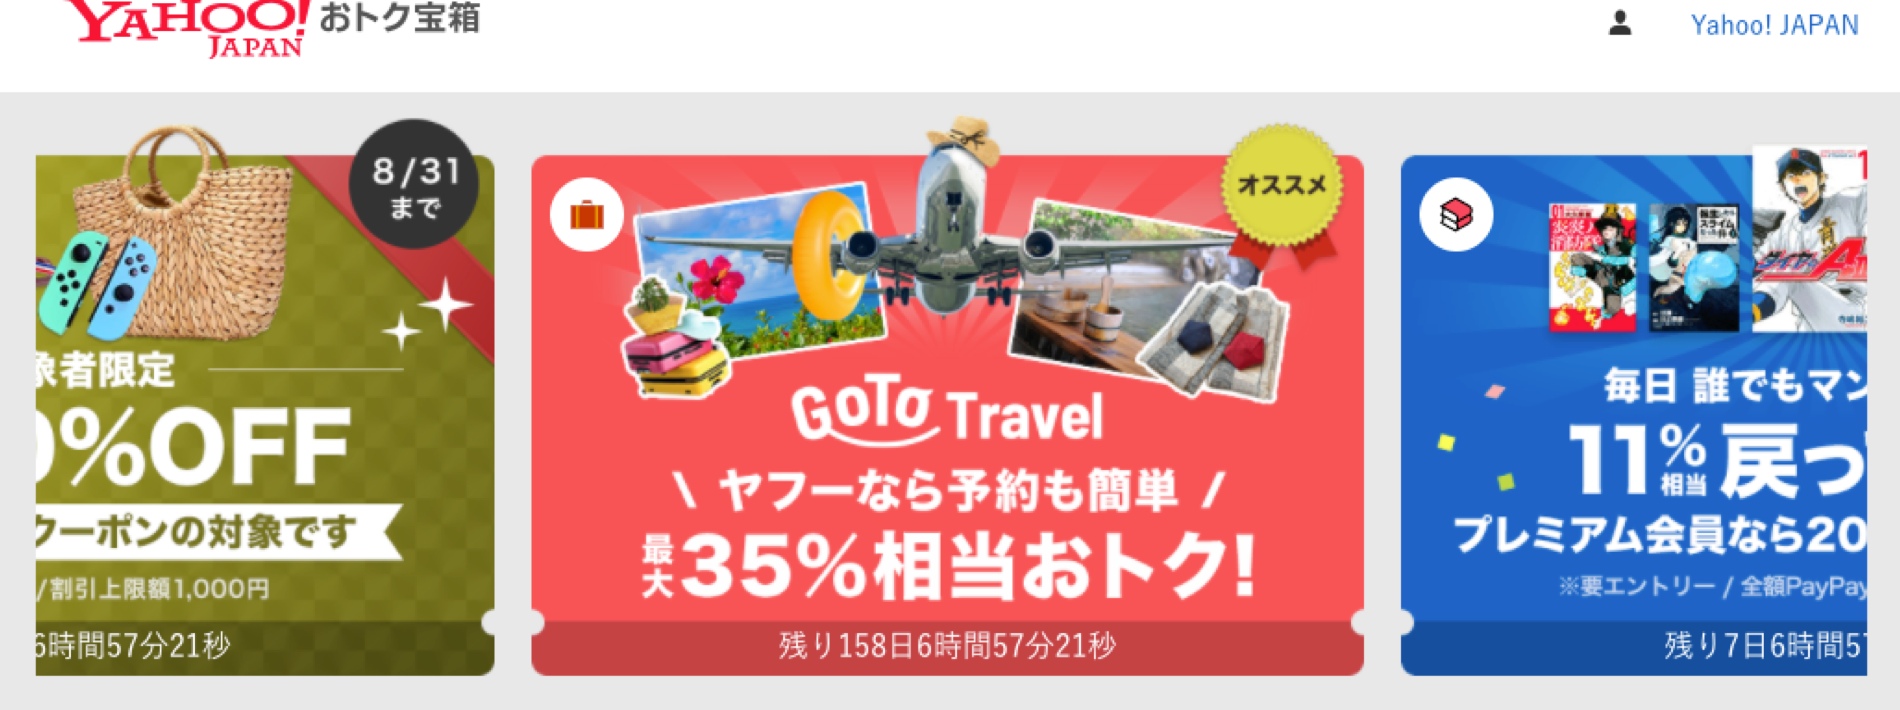 YAHOO! おトク宝箱
JAPAN
Yahoo! JAPAN
8/31
まで
象者限定
0%OFF
クーポンの対象です
/割引上限額1,000円
6時間57分21秒
オススメ
GoTo Travel
\ ヤフーなら予約も簡単 /
最大35%相当おトク!
残り158日6時間57分21秒
毎日 誰でもマン
11%相当 戻っ
プレミアム会員なら20
※要エントリー / 全額PayPay
残り7日6時間57